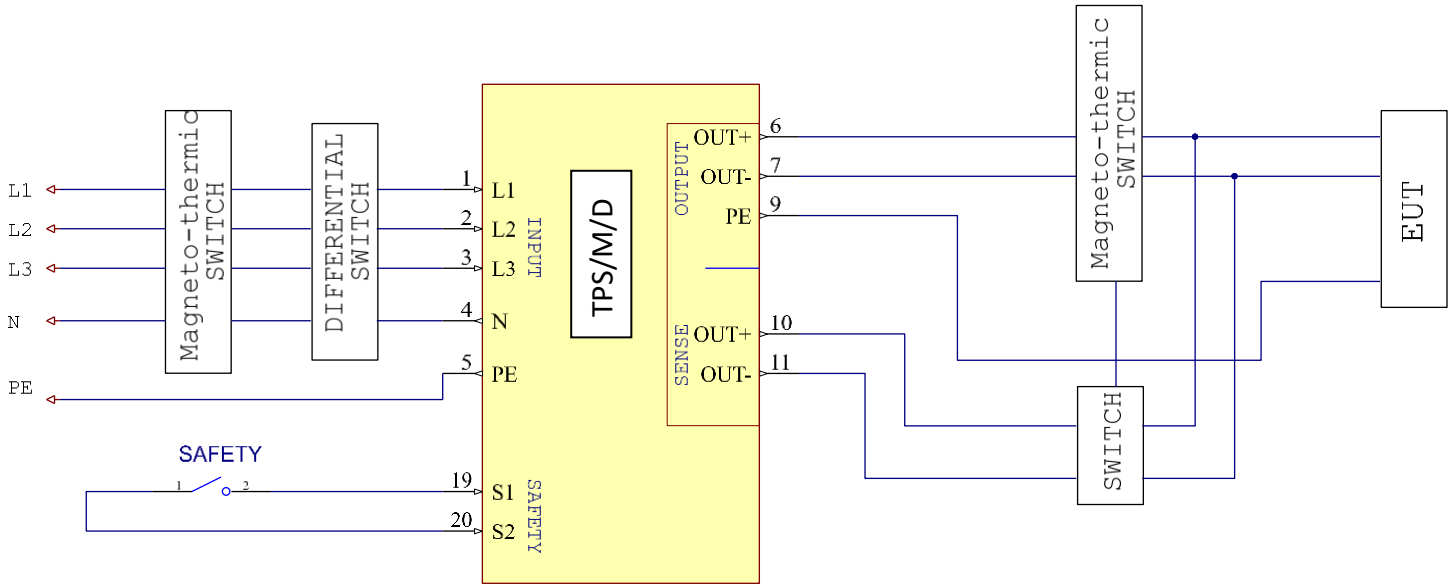 L1
L2
L3
N
PE
Magneto-thermic
SWITCH
DIFFERENTIAL
SWITCH
SAFETY
1
2
1
L1
2
L2
3
L3
4
N
5
PE
INPUT
19
S1
20
S2
SAFETY
TPS/M/D
OUTPUT
OUT+
6
OUT-
7
PE
9
SENSE
OUT+
10
OUT-
11
Magneto-thermic
SWITCH
SWITCH
EUT